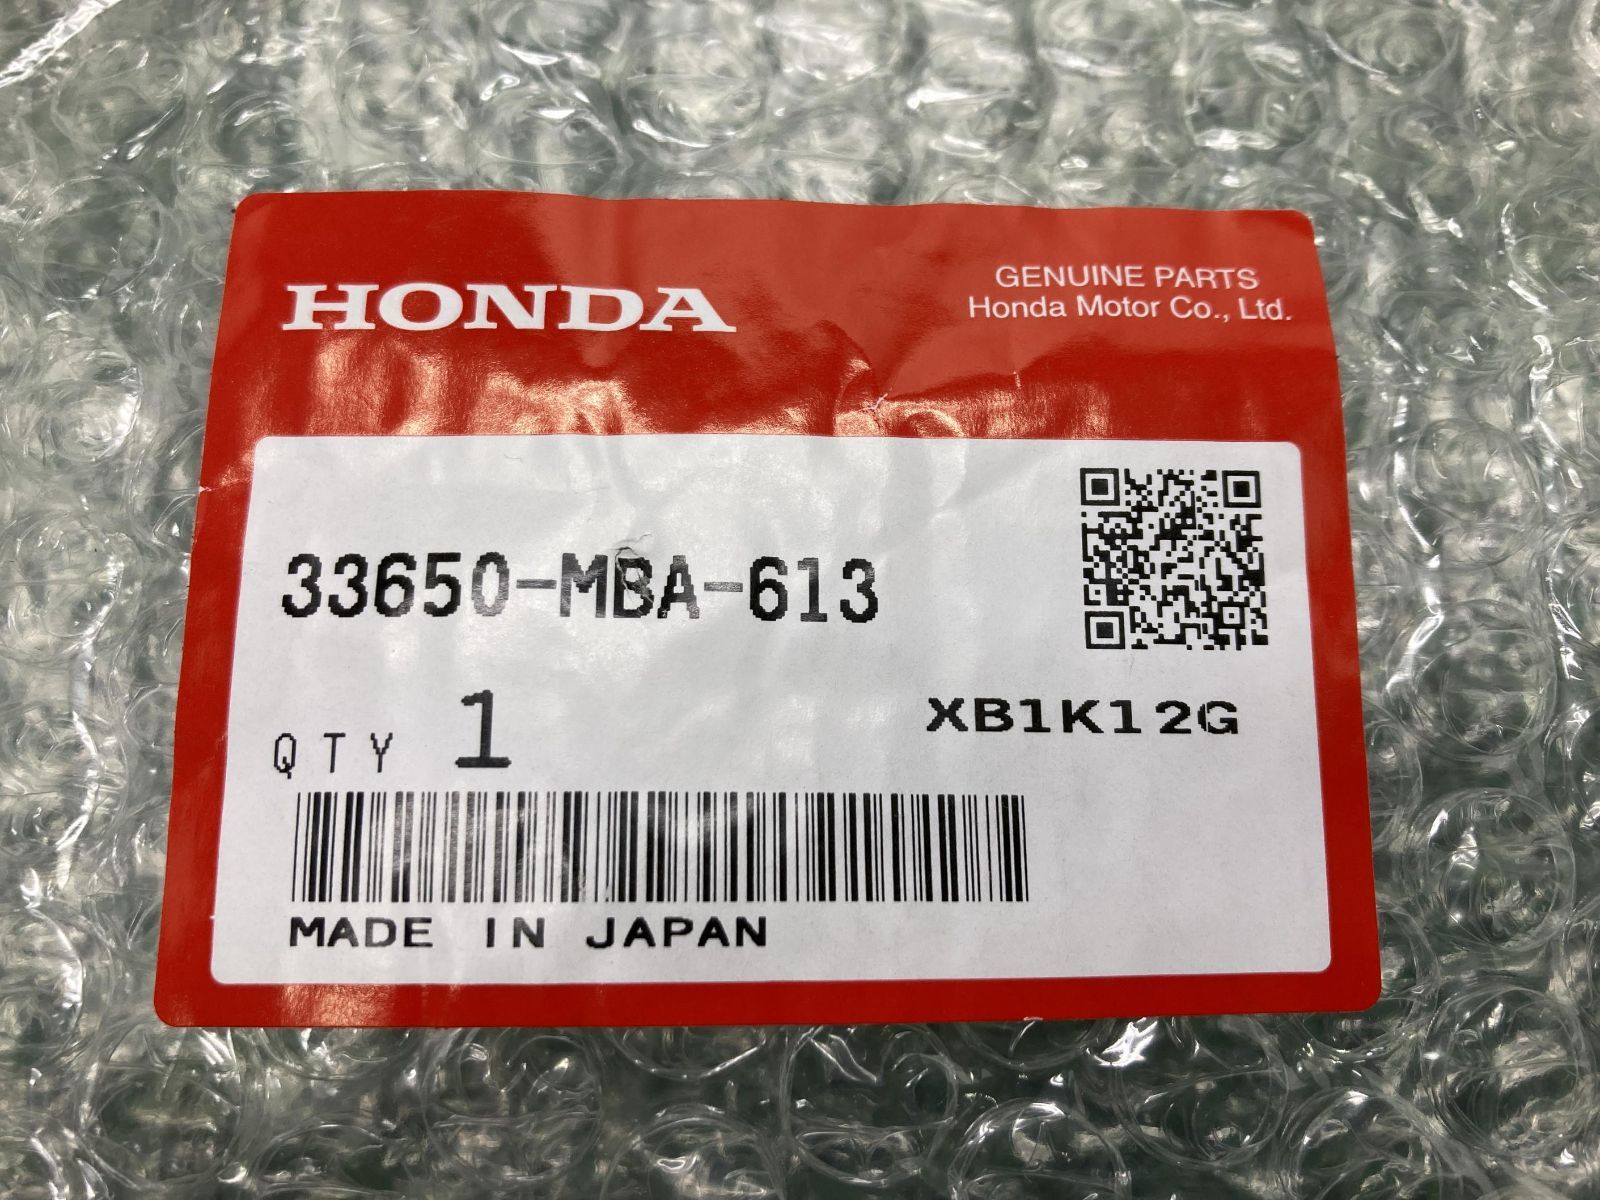 HONDA
GENUINE PARTS
Honda Motor Co., Ltd.
33650-MBA-613
QTY 1
XB1K12G
MADE IN JAPAN